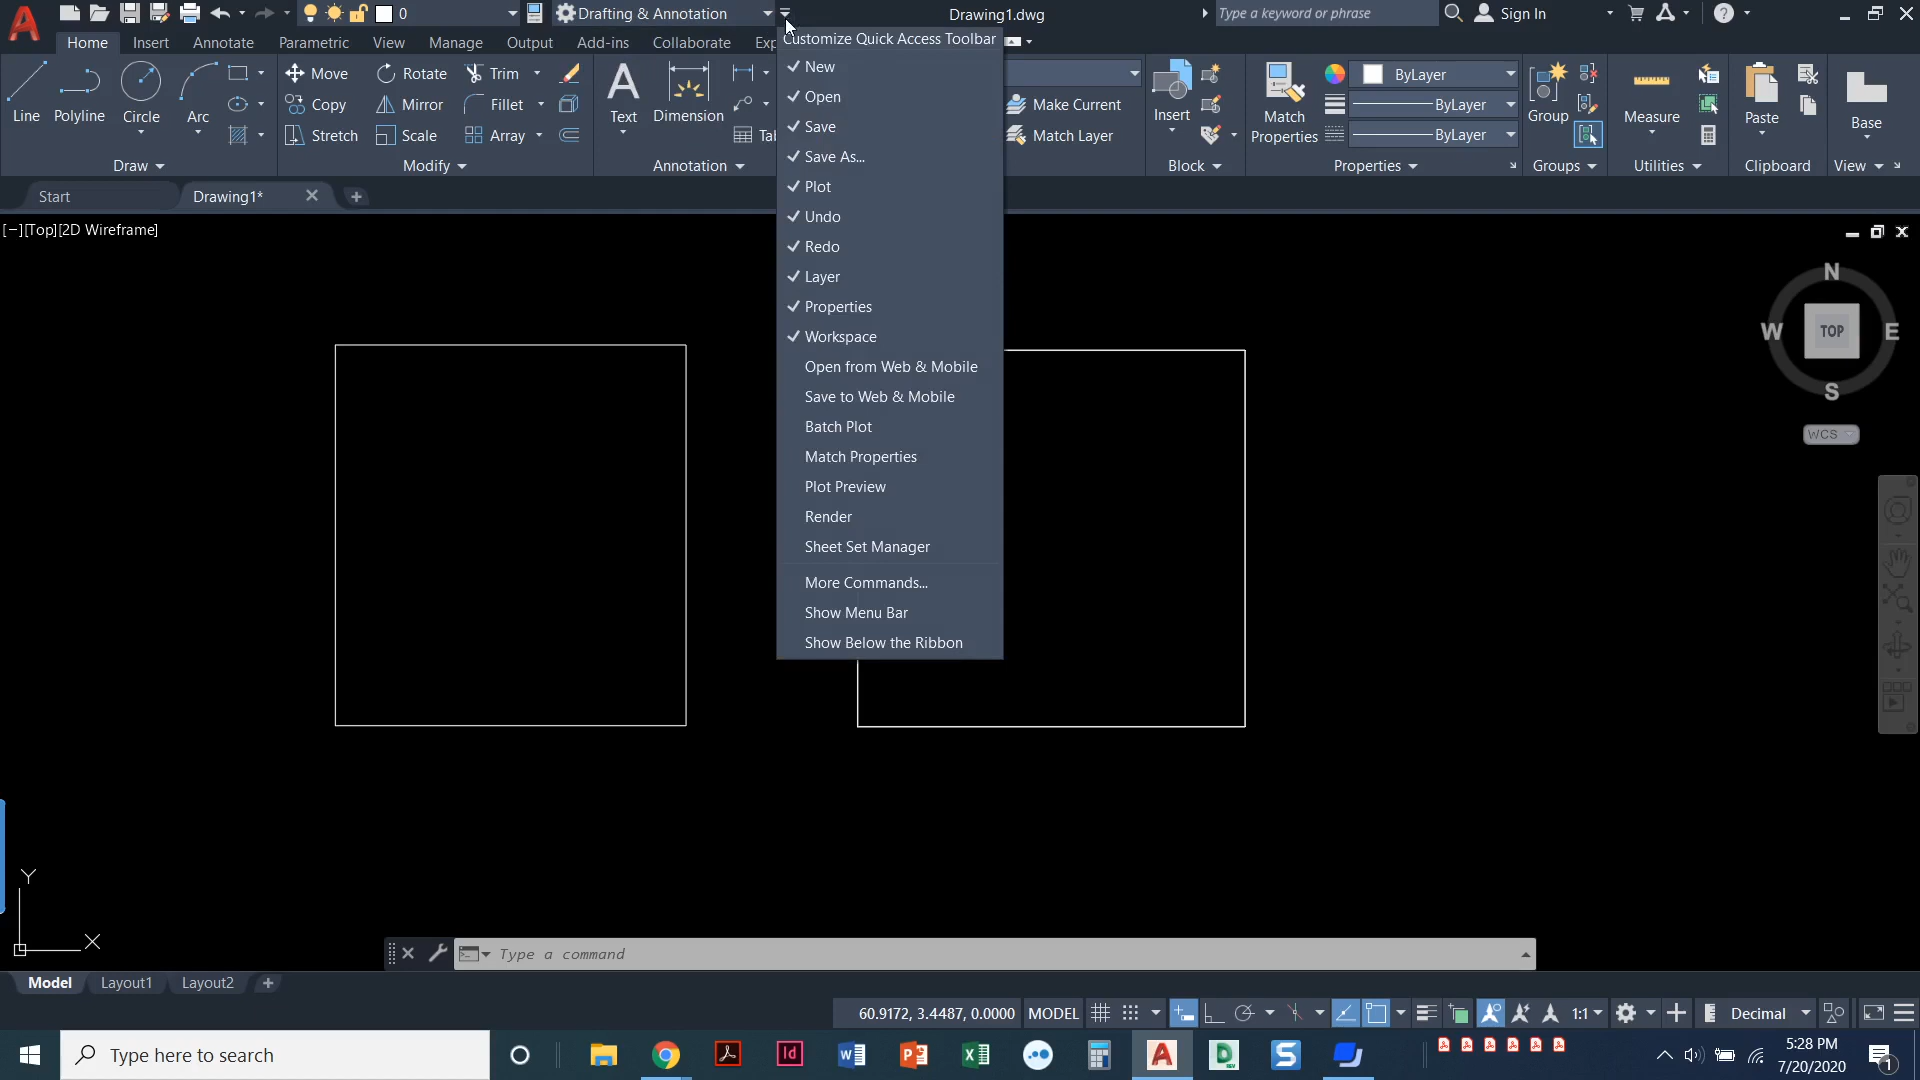 0
Drafting & Annotation
Drawing1.dwg
Type a keyword or phrase
Sign In
?
Home
Insert
Annotate
Parametric
View
Manage
Output
Add-ins
Collaborate
Exp
Customize Quick Access Toolbar
New
Open
Save
Save As...
Plot
Undo
Redo
Layer
Properties
Workspace
Open from Web & Mobile
Save to Web & Mobile
Batch Plot
Match Properties
Plot Preview
Render
Sheet Set Manager
More Commands...
Show Menu Bar
Show Below the Ribbon
Line
Polyline
Circle
Arc
Draw
Move
Rotate
Trim
Copy
Mirror
Fillet
Stretch
Scale
Array
Modify
A
Text
Dimension
Tab
Annotation
Make Current
Match Layer
Insert
Block
Match
Properties
ByLayer
ByLayer
ByLayer
Properties
Group
Groups
Measure
Utilities
Paste
Clipboard
Base
View
Start
Drawing1*
[−][Top][2D Wireframe]
N
W
TOP
E
S
WCS
Y
X
Type a command
Model
Layout1
Layout2
60.9172, 3.4487, 0.0000
MODEL
1:1
Decimal
Type here to search
5:28 PM
7/20/2020
1